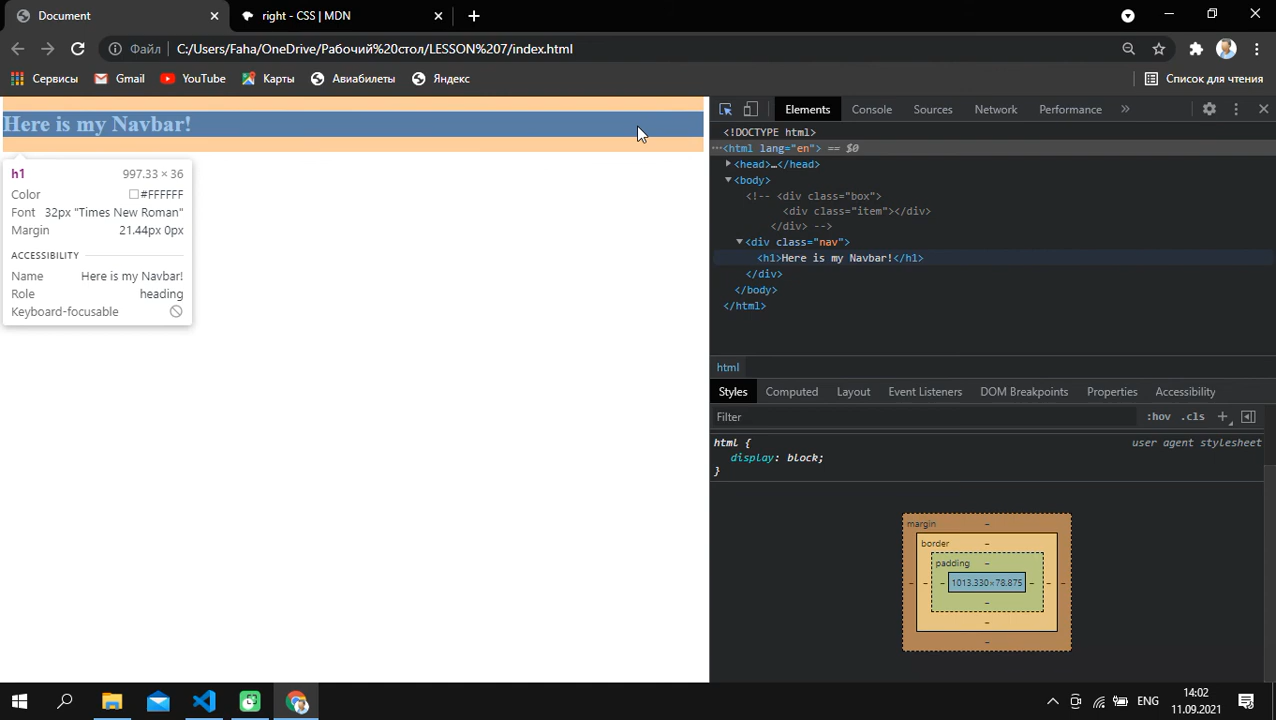 Document
right - CSS | MDN
Файл
C:/Users/Faha/OneDrive/Рабочий%20стол/LESSON%207/index.html
Сервисы
Gmail
YouTube
Карты
Авиабилеты
Яндекс
Список для чтения
Here is my Navbar!
h1 997.33 × 36
Color #FFFFFF
Font 32px "Times New Roman"
Margin 21.44px 0px
ACCESSIBILITY
Name Here is my Navbar!
Role heading
Keyboard-focusable
Elements Console Sources Network Performance »
<!DOCTYPE html>
…<html lang="en"> == $0
<head>…</head>
<body>
<!-- <div class="box">
<div class="item"></div>
</div> -->
<div class="nav">
<h1>Here is my Navbar!</h1>
</div>
</body>
</html>
html
Styles Computed Layout Event Listeners DOM Breakpoints Properties Accessibility
Filter :hov .cls +
html { user agent stylesheet
display: block;
}
margin –
border –
padding –
– – – 1013.330×78.875 – – –
–
–
–
ENG
14:02
11.09.2021